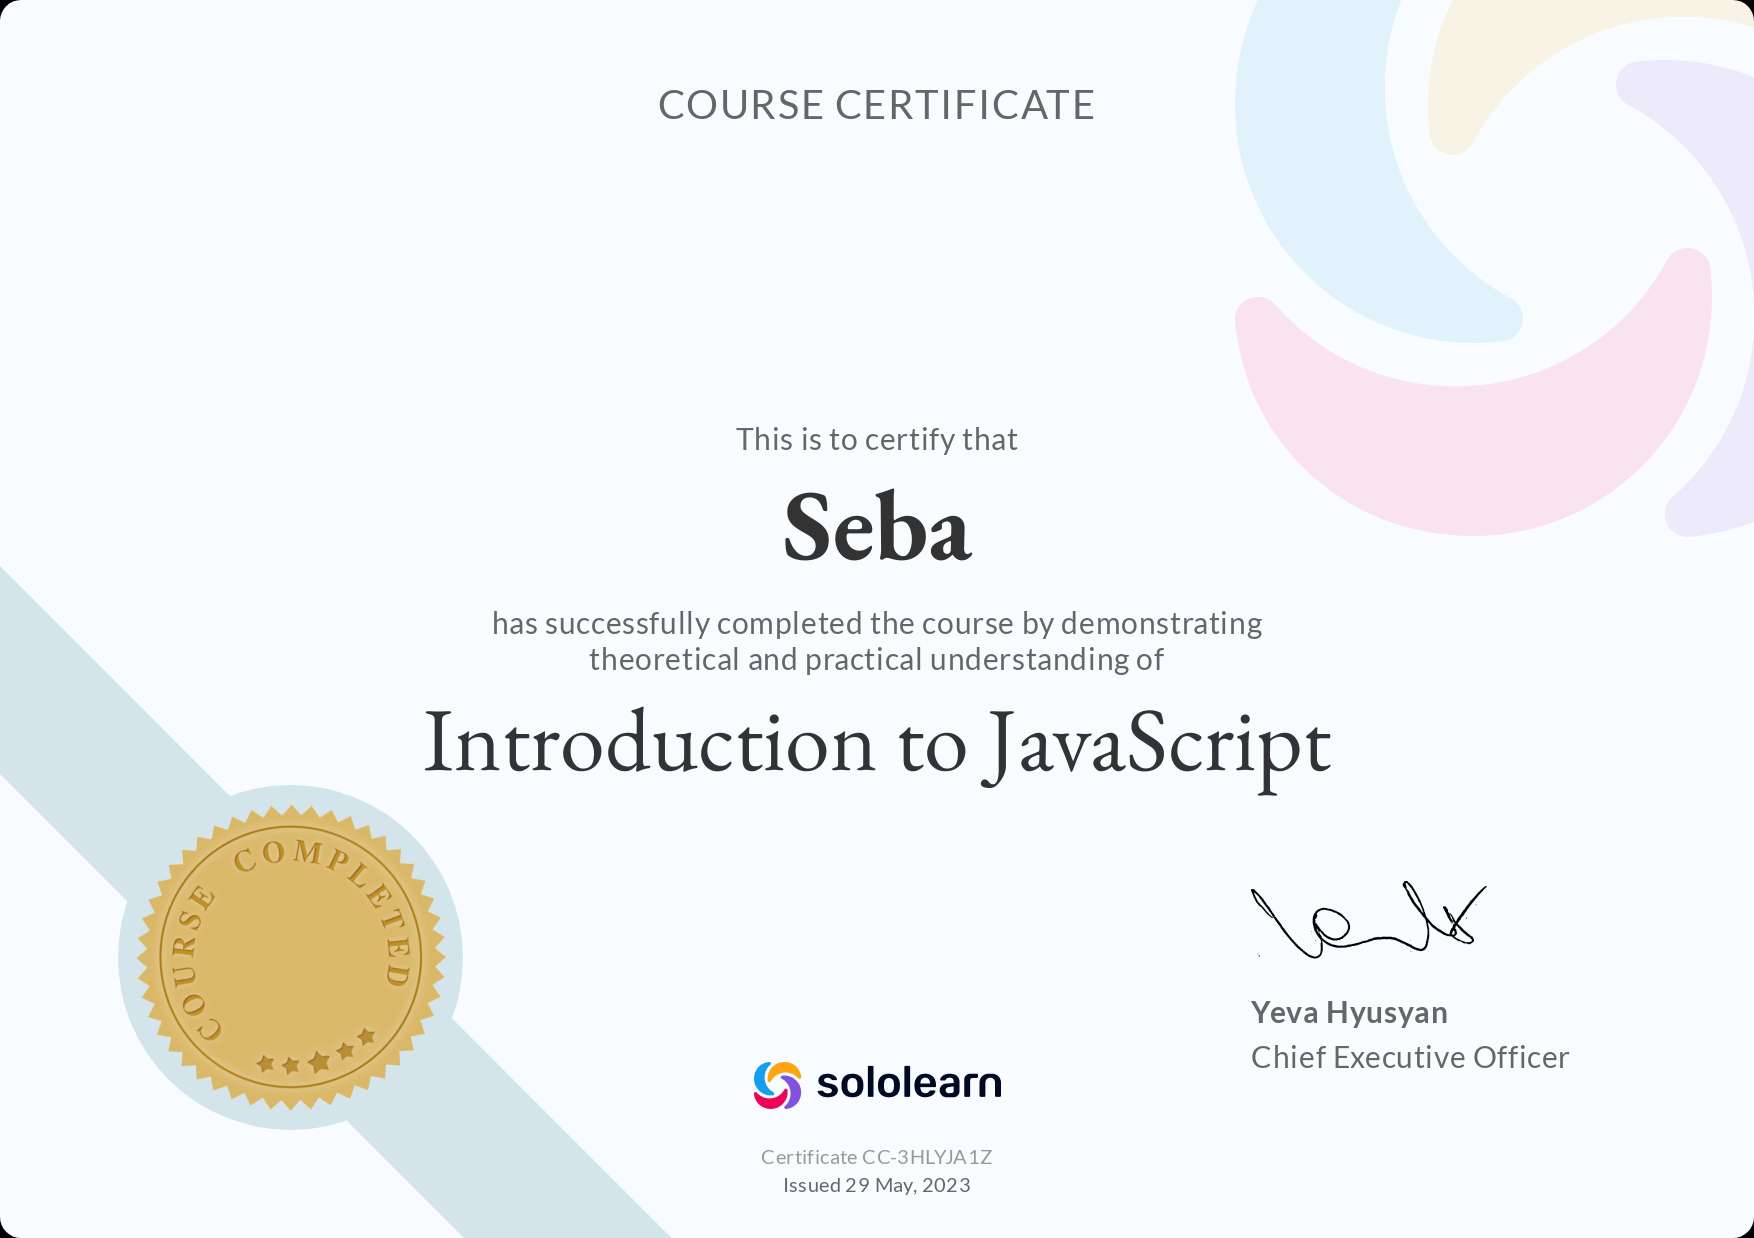 COURSE CERTIFICATE
This is to certify that
Seba
has successfully completed the course by demonstrating
theoretical and practical understanding of
Introduction to JavaScript
COURSE COMPLETED
Yeva Hyusyan
Chief Executive Officer
sololearn
Certificate CC-3HLYJA1Z
Issued 29 May, 2023